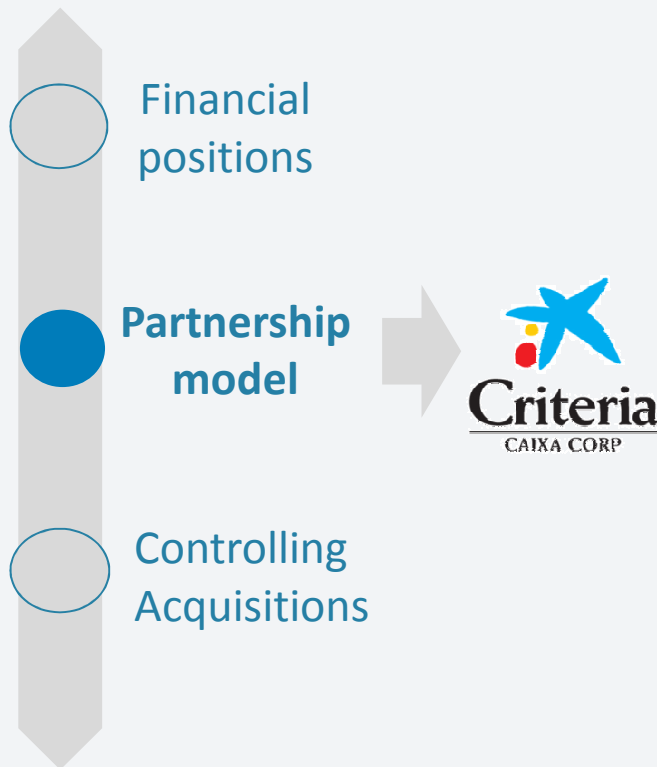 Financial
positions
Partnership
model
Criteria
CAIXA CORP
Controlling
Acquisitions